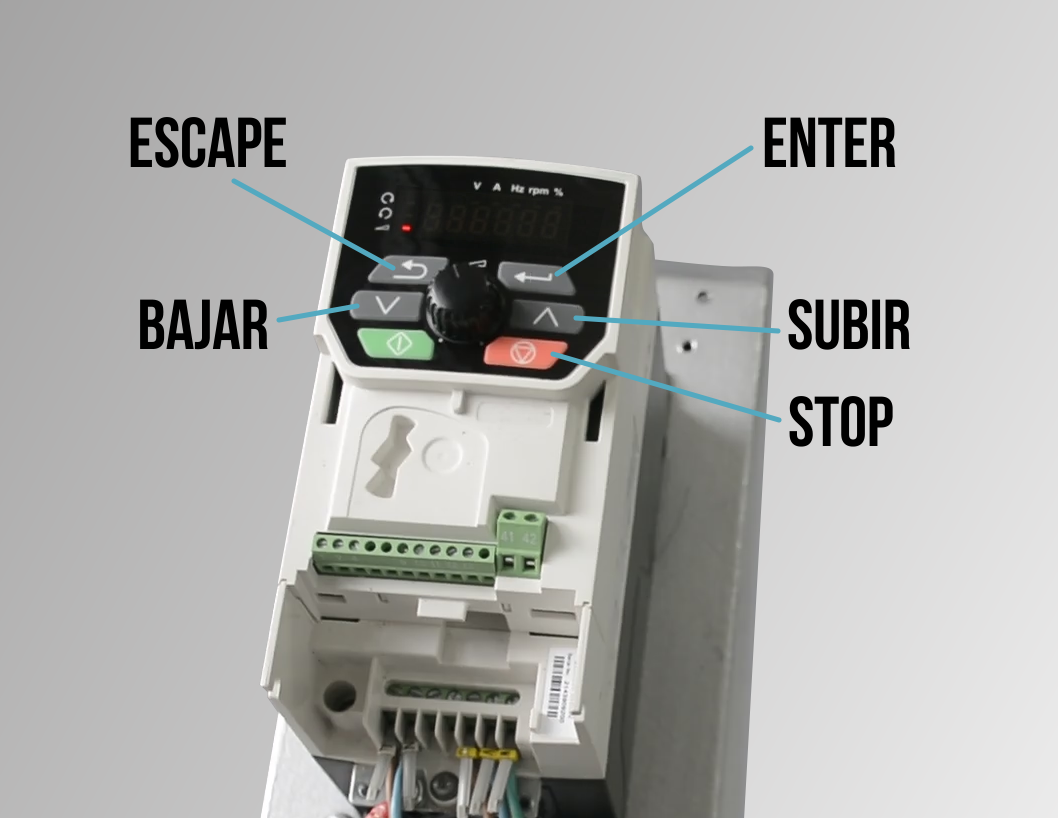 ESCAPE
ENTER
V A Hz rpm %
BAJAR
SUBIR
STOP
41 42